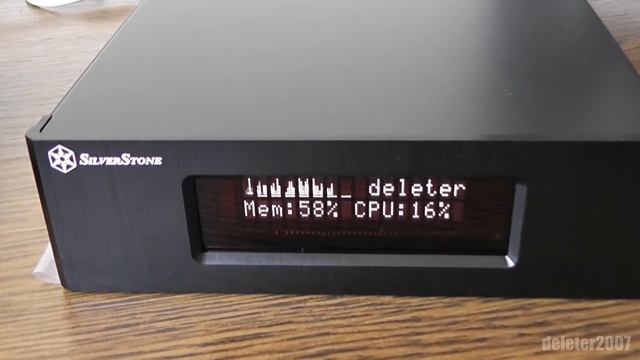 SILVERSTONE
deleter
Mem:58% CPU:16%
deleter2007